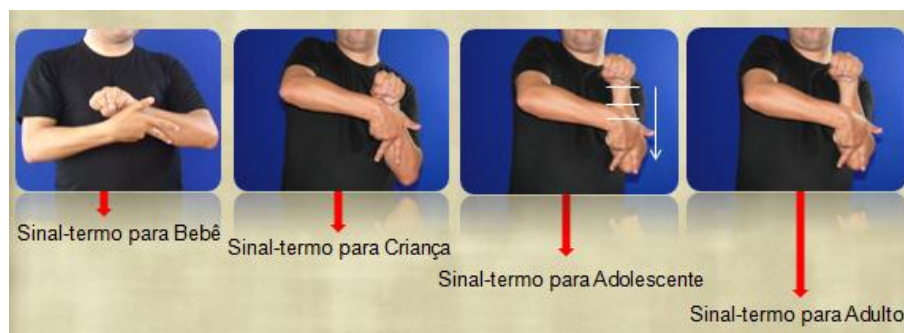 Sinal-termo para Bebê
Sinal-termo para Criança
Sinal-termo para Adolescente
Sinal-termo para Adulto